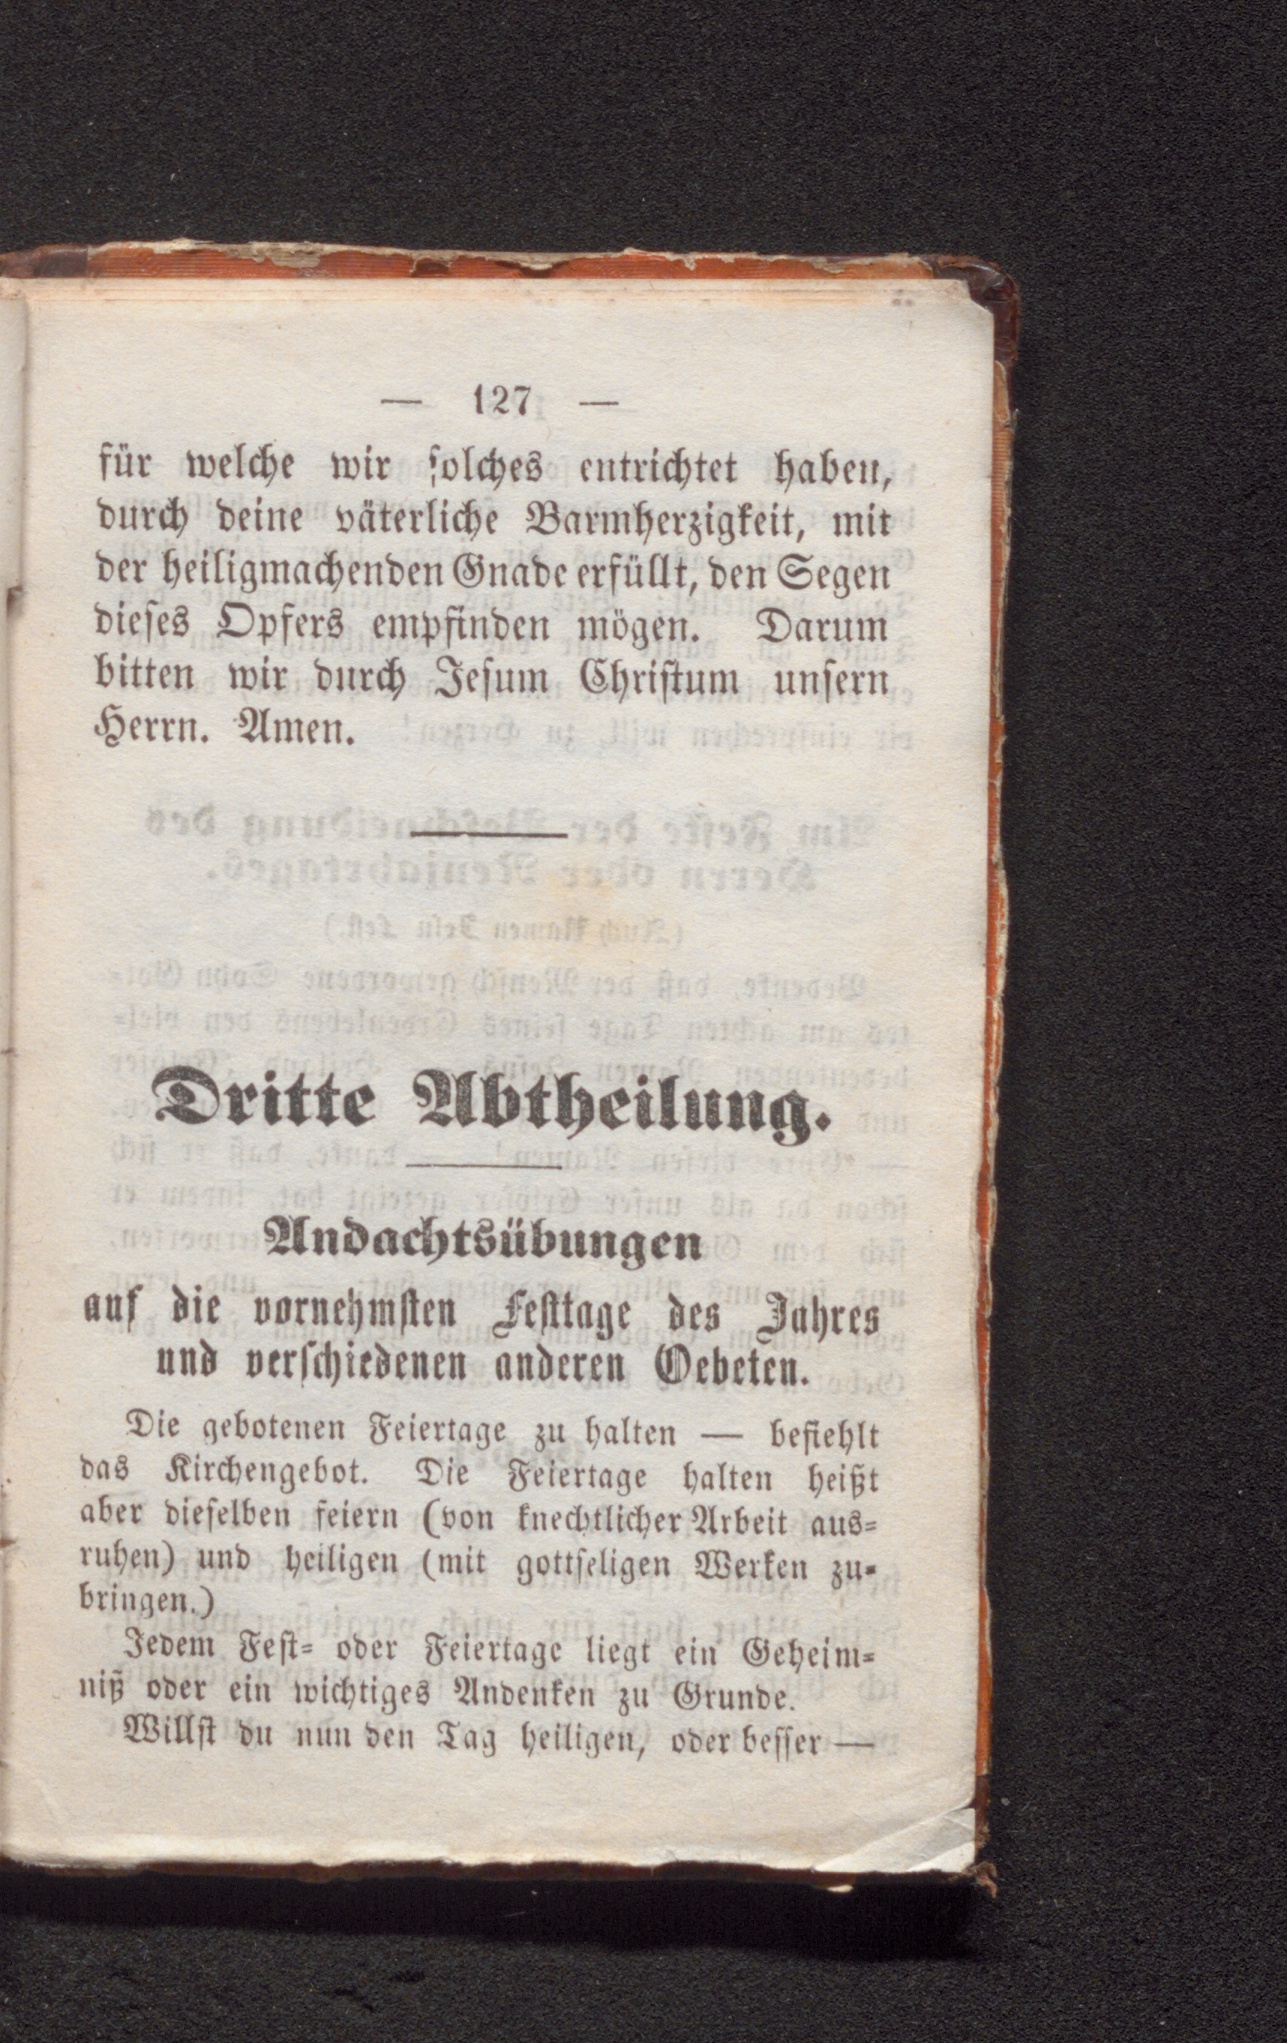 — 127 —
für welche wir solches entrichtet haben,
durch deine väterliche Barmherzigkeit, mit
der heiligmachenden Gnade erfüllt, den Segen
dieses Opfers empfinden mögen. Darum
bitten wir durch Jesum Christum unsern
Herrn. Amen.
Dritte Abtheilung.
Andachtsübungen
auf die vornehmsten Festtage des Jahres
und verschiedenen anderen Gebeten.
Die gebotenen Feiertage zu halten — befiehlt
das Kirchengebot. Die Feiertage halten heißt
aber dieselben feiern (von knechtlicher Arbeit aus-
ruhen) und heiligen (mit gottseligen Werken zu-
bringen.)
Jedem Fest- oder Feiertage liegt ein Geheim-
niß oder ein wichtiges Andenken zu Grunde.
Willst du nun den Tag heiligen, oder besser —